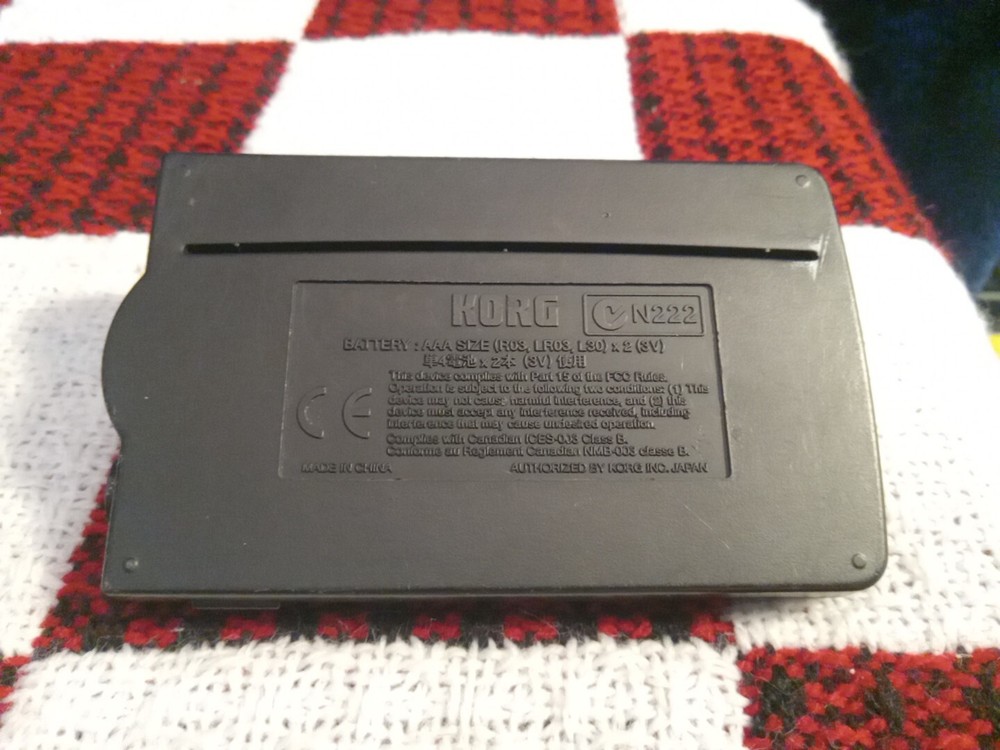 KORG N222
BATTERY : AAA SIZE (R03, LR03, L30) x 2 (3V)
單4電池 x 2本 (3V) 使用
This device complies with Part 15 of the FCC Rules.
Operation is subject to the following two conditions: (1) This
device may not cause harmful interference, and (2) this
device must accept any interference received, including
interference that may cause undesired operation.
CE
Complies with Canadian ICES-003 Class B.
Conforme au Reglement Canadian NMB-003 classe B.
MADE IN CHINA AUTHORIZED BY KORG INC. JAPAN